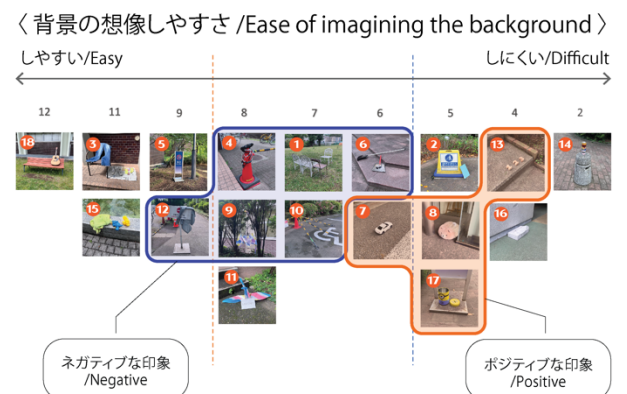 〈 背景の想像しやすさ /Ease of imagining the background 〉
しやすい/Easy
しにくい/Difficult
12 11 9 8 7 6 5 4 2
18 3 5 4 1 6 2 13 14
15 12 9 10 7 8 16
11 17
ネガティブな印象
/Negative
ポジティブな印象
/Positive